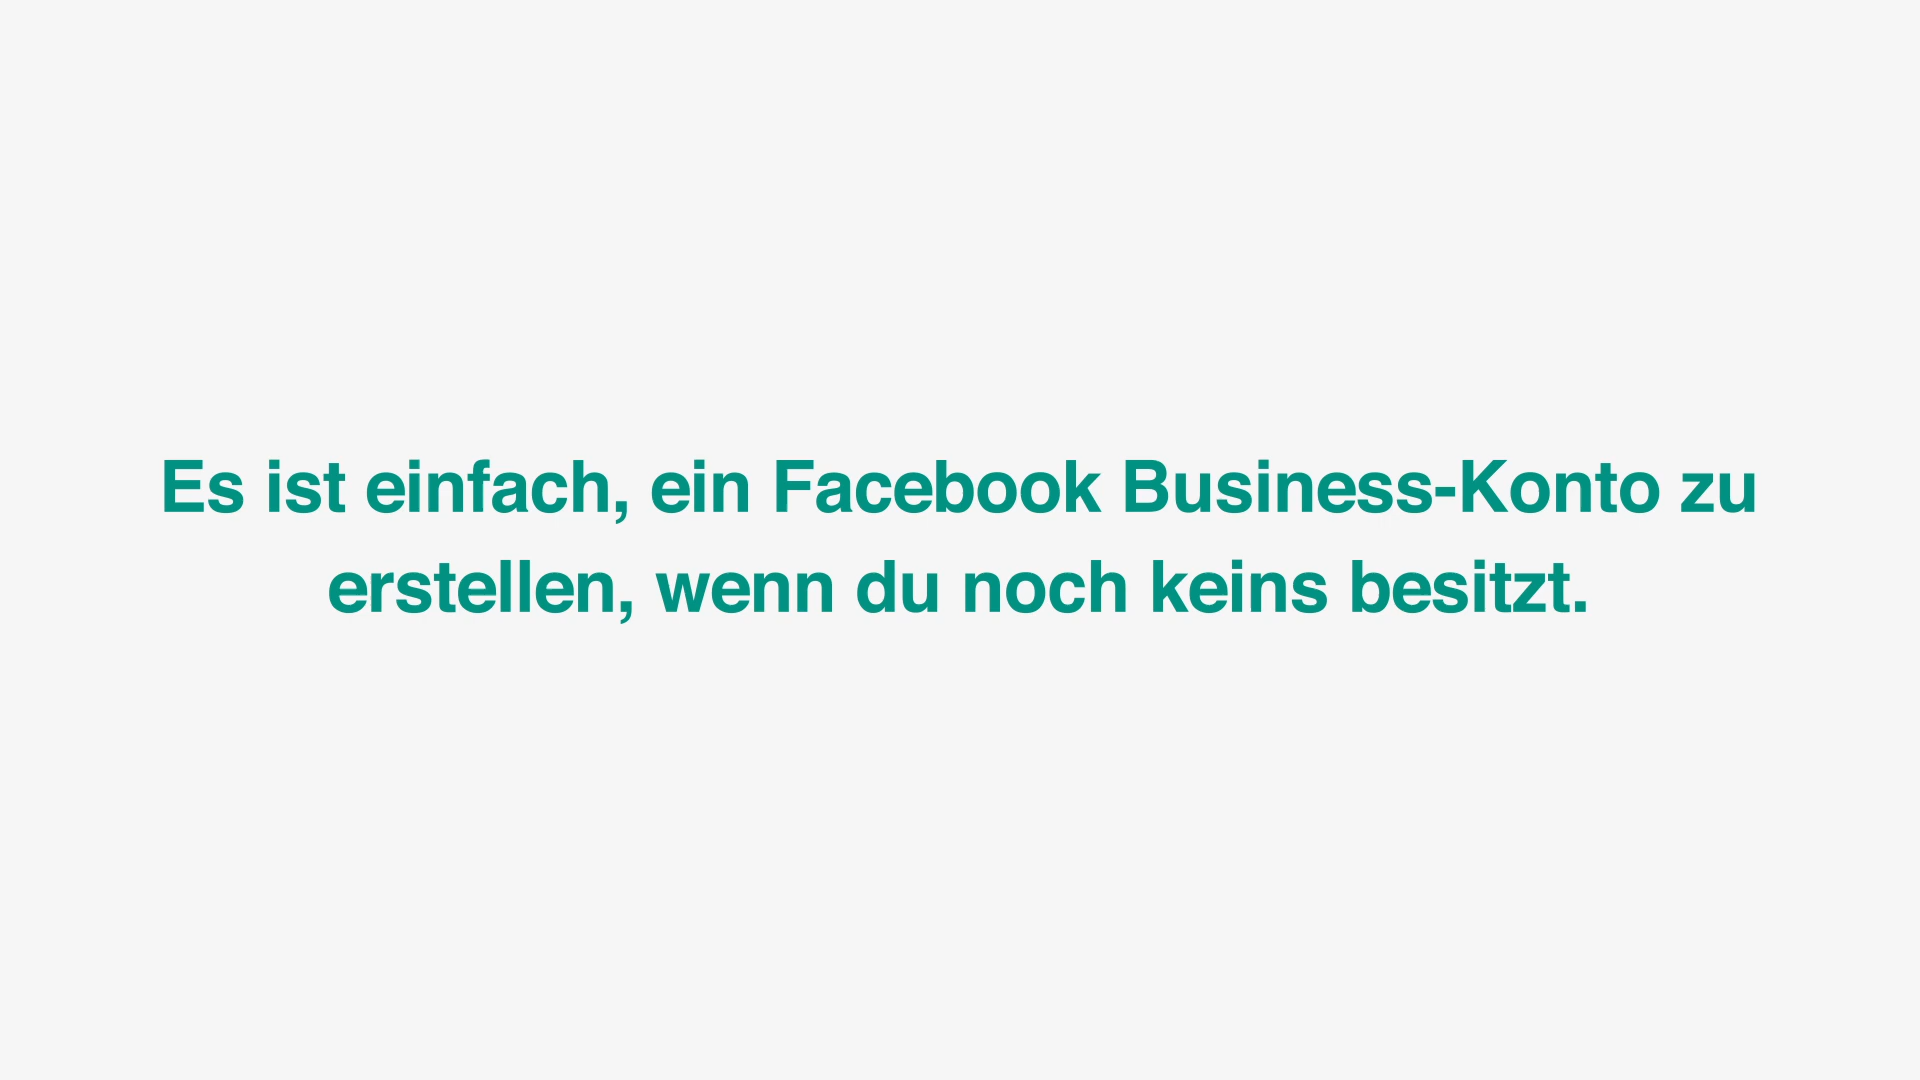 Es ist einfach, ein Facebook Business-Konto zu
erstellen, wenn du noch keins besitzt.